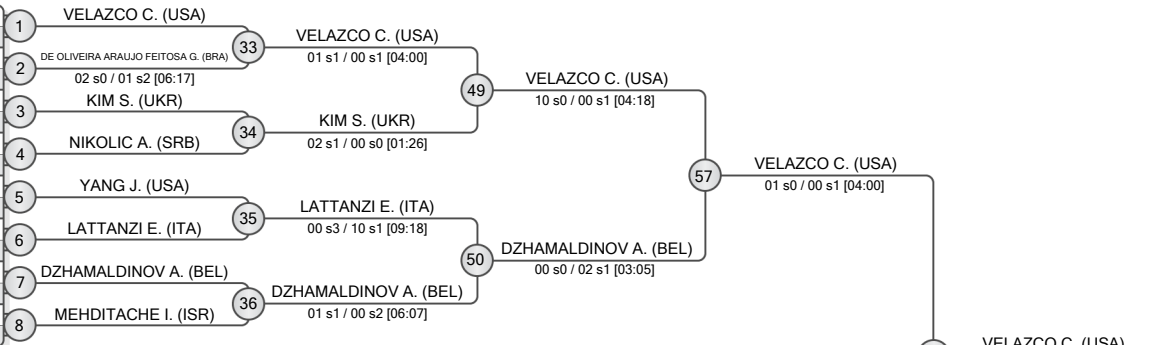 1
VELAZCO C. (USA)
2
DE OLIVEIRA ARAUJO FEITOSA G. (BRA)
02 s0 / 01 s2 [06:17]
3
KIM S. (UKR)
4
NIKOLIC A. (SRB)
5
YANG J. (USA)
6
LATTANZI E. (ITA)
7
DZHAMALDINOV A. (BEL)
8
MEHDITACHE I. (ISR)
33
VELAZCO C. (USA)
01 s1 / 00 s1 [04:00]
34
KIM S. (UKR)
02 s1 / 00 s0 [01:26]
35
LATTANZI E. (ITA)
00 s3 / 10 s1 [09:18]
36
DZHAMALDINOV A. (BEL)
01 s1 / 00 s2 [06:07]
49
VELAZCO C. (USA)
10 s0 / 00 s1 [04:18]
50
DZHAMALDINOV A. (BEL)
00 s0 / 02 s1 [03:05]
57
VELAZCO C. (USA)
01 s0 / 00 s1 [04:00]
VELAZCO C. (USA)